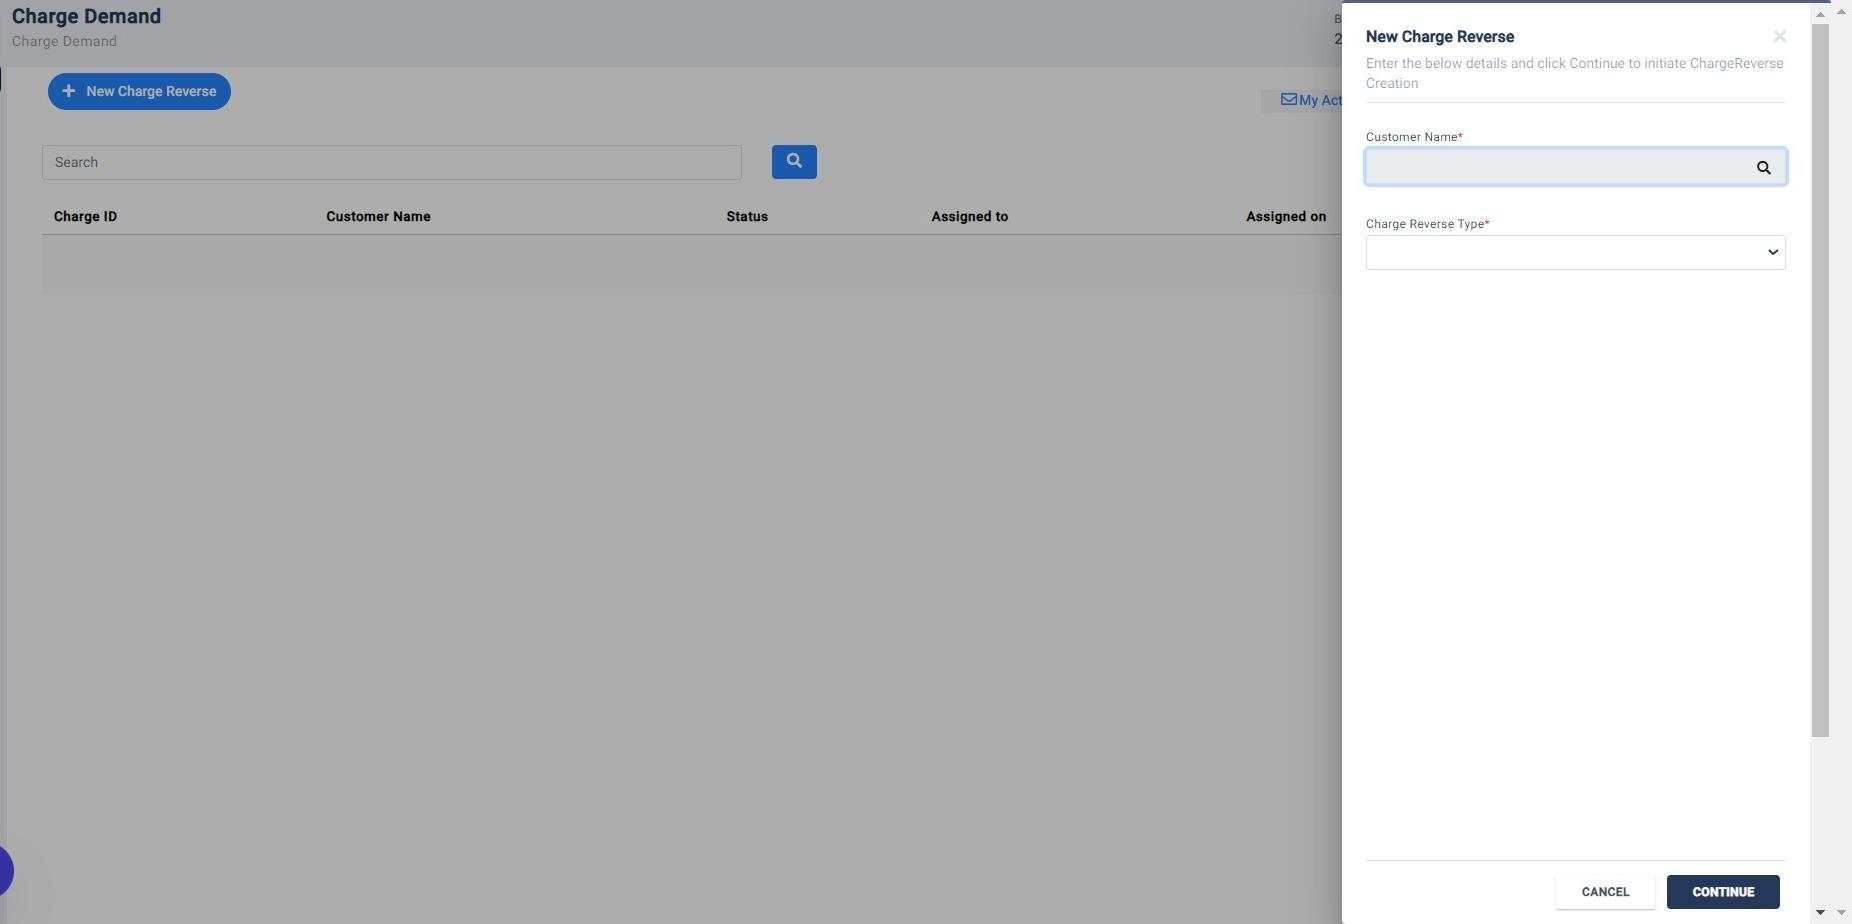 Charge Demand
Charge Demand
New Charge Reverse
My Act
Search
Charge ID Customer Name Status Assigned to Assigned on
B
2
New Charge Reverse
Enter the below details and click Continue to initiate ChargeReverse
Creation
Customer Name*
Charge Reverse Type*
CANCEL CONTINUE